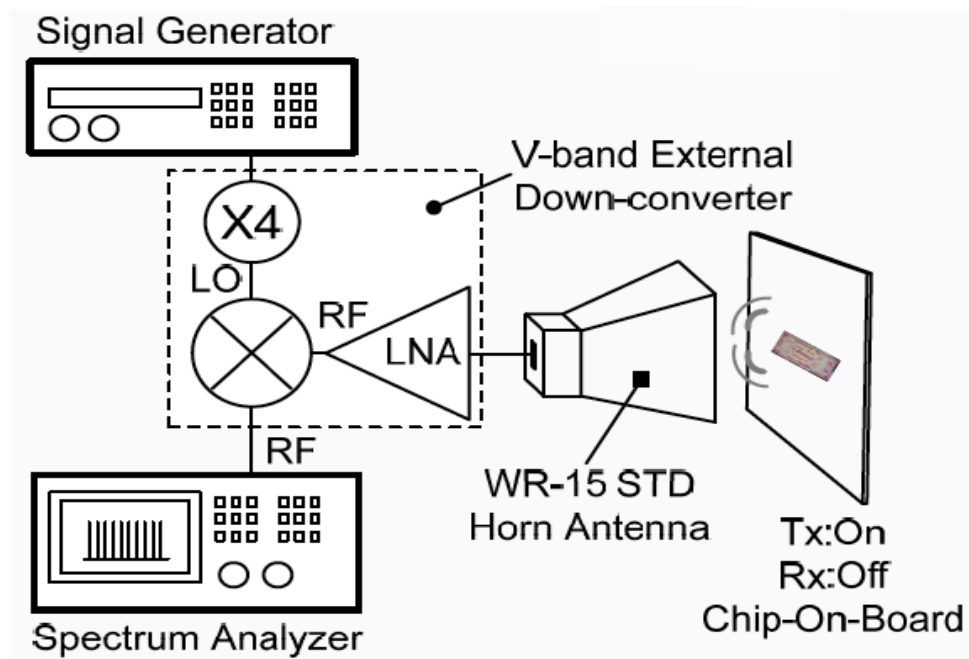 Signal Generator
V-band External
Down-converter
X4
LO
RF
LNA
RF
WR-15 STD
Horn Antenna
Tx:On
Rx:Off
Chip-On-Board
Spectrum Analyzer